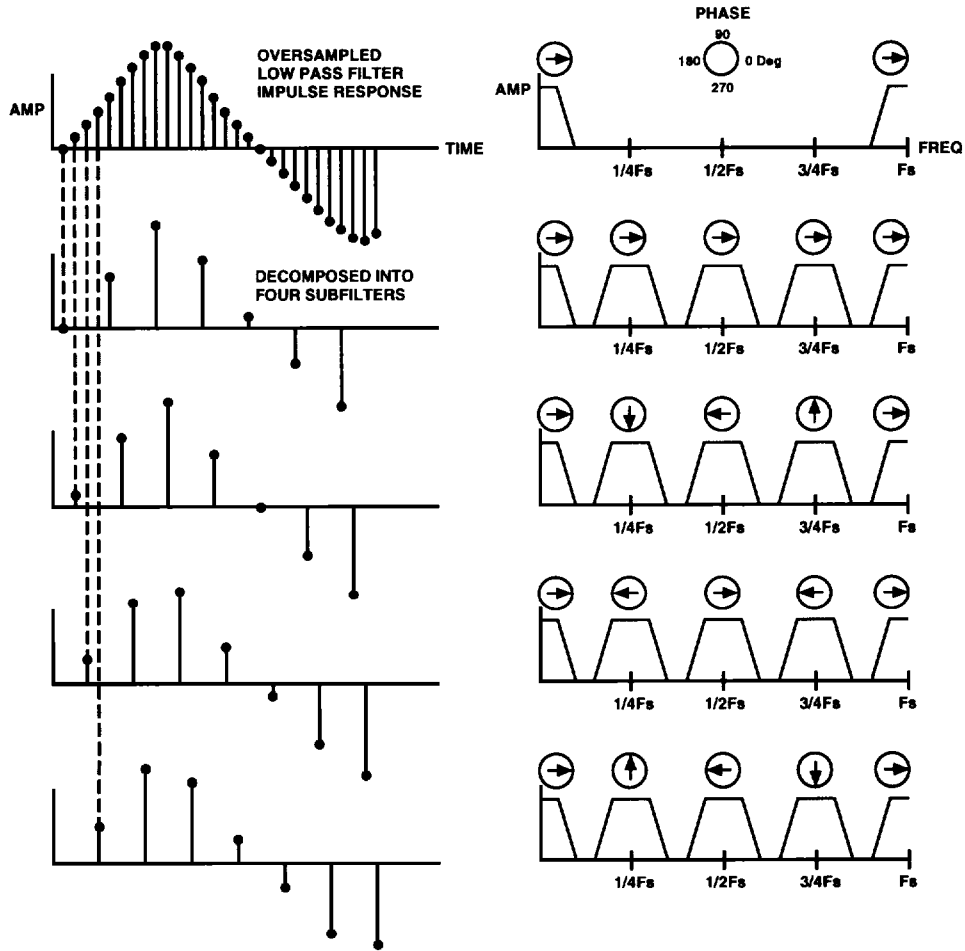 OVERSAMPLED
LOW PASS FILTER
IMPULSE RESPONSE
AMP
TIME
PHASE
90
180
0 Deg
270
AMP
FREQ
1/4Fs
1/2Fs
3/4Fs
Fs
DECOMPOSED INTO
FOUR SUBFILTERS
1/4Fs
1/2Fs
3/4Fs
Fs
1/4Fs
1/2Fs
3/4Fs
Fs
1/4Fs
1/2Fs
3/4Fs
Fs
1/4Fs
1/2Fs
3/4Fs
Fs